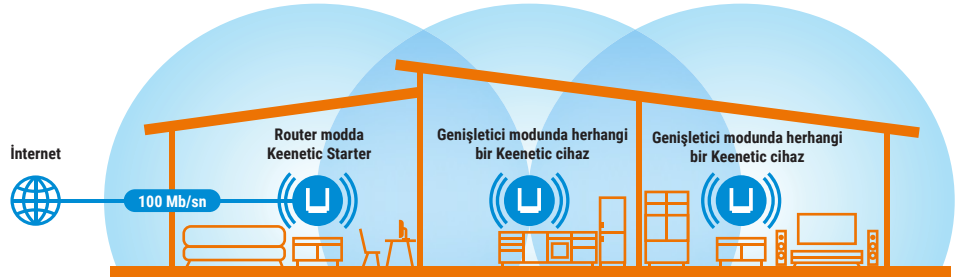 İnternet
100 Mb/sn
Router modda
Keenetic Starter
Genişletici modunda herhangi
bir Keenetic cihaz
Genişletici modunda herhangi
bir Keenetic cihaz